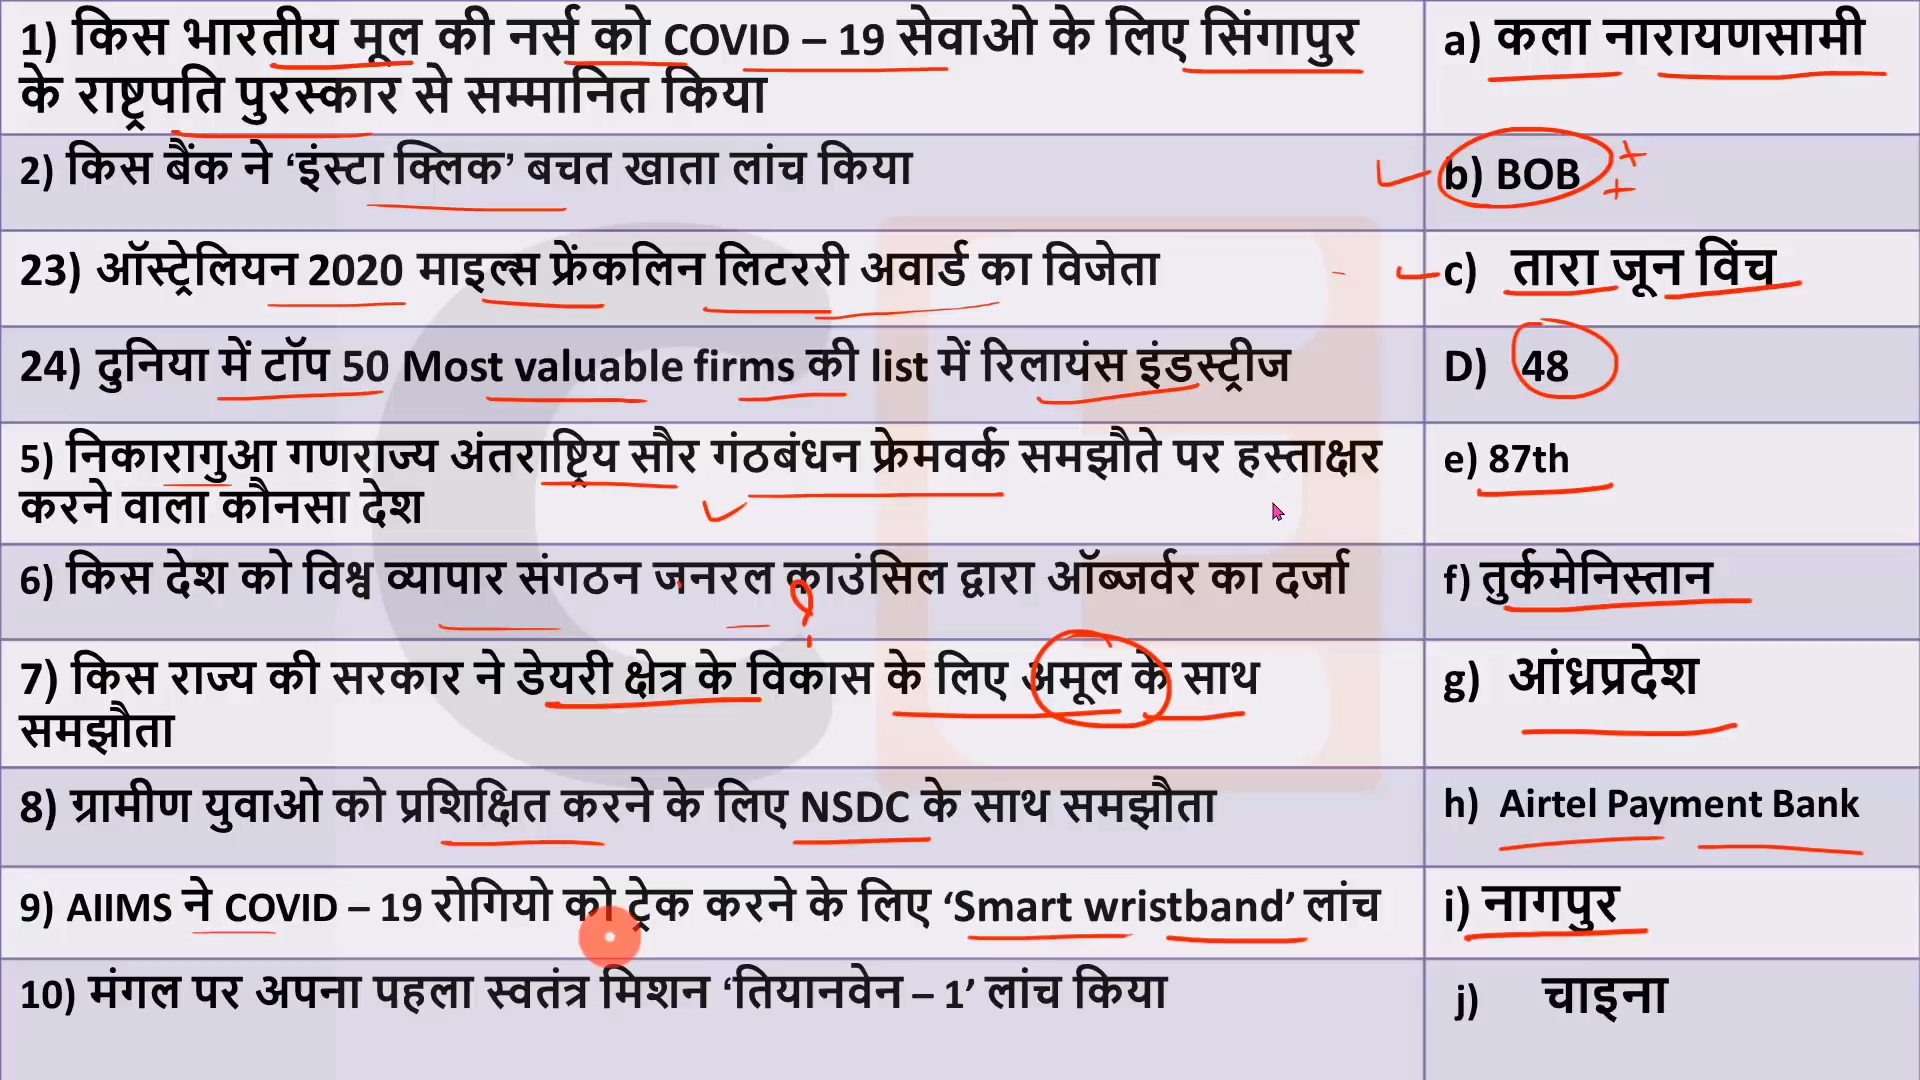 1) किस भारतीय मूल की नर्स को COVID – 19 सेवाओ के लिए सिंगापुर
के राष्ट्रपति पुरस्कार से सम्मानित किया
a) कला नारायणसामी
2) किस बैंक ने ‘इंस्टा क्लिक’ बचत खाता लांच किया
b) BOB
23) ऑस्ट्रेलियन 2020 माइल्स फ्रेंकलिन लिटररी अवार्ड का विजेता
c) तारा जून विंच
24) दुनिया में टॉप 50 Most valuable firms की list में रिलायंस इंडस्ट्रीज
D) 48
5) निकारागुआ गणराज्य अंतराष्ट्रिय सौर गंठबंधन फ्रेमवर्क समझौते पर हस्ताक्षर
करने वाला कौनसा देश
e) 87th
6) किस देश को विश्व व्यापार संगठन जनरल काउंसिल द्वारा ऑब्जर्वर का दर्जा
f) तुर्कमेनिस्तान
7) किस राज्य की सरकार ने डेयरी क्षेत्र के विकास के लिए अमूल के साथ
समझौता
g) आंध्रप्रदेश
8) ग्रामीण युवाओ को प्रशिक्षित करने के लिए NSDC के साथ समझौता
h) Airtel Payment Bank
9) AIIMS ने COVID – 19 रोगियो को ट्रेक करने के लिए ‘Smart wristband’ लांच
i) नागपुर
10) मंगल पर अपना पहला स्वतंत्र मिशन ‘तियानवेन – 1’ लांच किया
j) चाइना